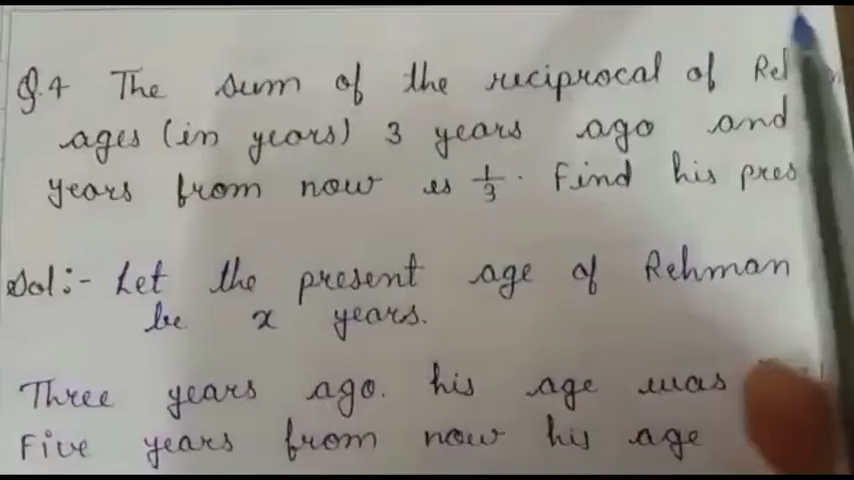 Q.4 The sum of the reciprocal of Re
ages (in years) 3 years ago and
years from now is 1/3. Find his pres
Sol:- Let the present age of Rehman
be x years.
Three years ago. his age was
Five years from now his age